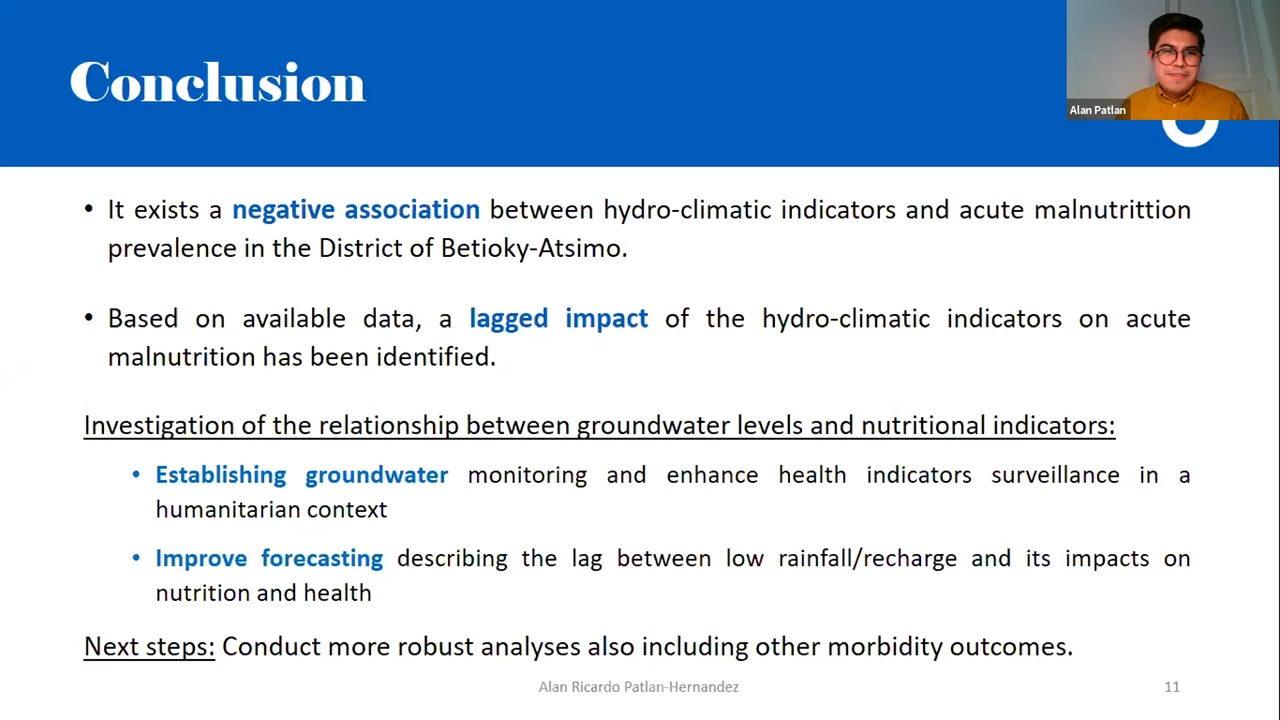 Conclusion
Alan Patlan
• It exists a negative association between hydro-climatic indicators and acute malnutrittion
prevalence in the District of Betioky-Atsimo.
• Based on available data, a lagged impact of the hydro-climatic indicators on acute
malnutrition has been identified.
Investigation of the relationship between groundwater levels and nutritional indicators:
• Establishing groundwater monitoring and enhance health indicators surveillance in a
humanitarian context
• Improve forecasting describing the lag between low rainfall/recharge and its impacts on
nutrition and health
Next steps: Conduct more robust analyses also including other morbidity outcomes.
Alan Ricardo Patlan-Hernandez
11